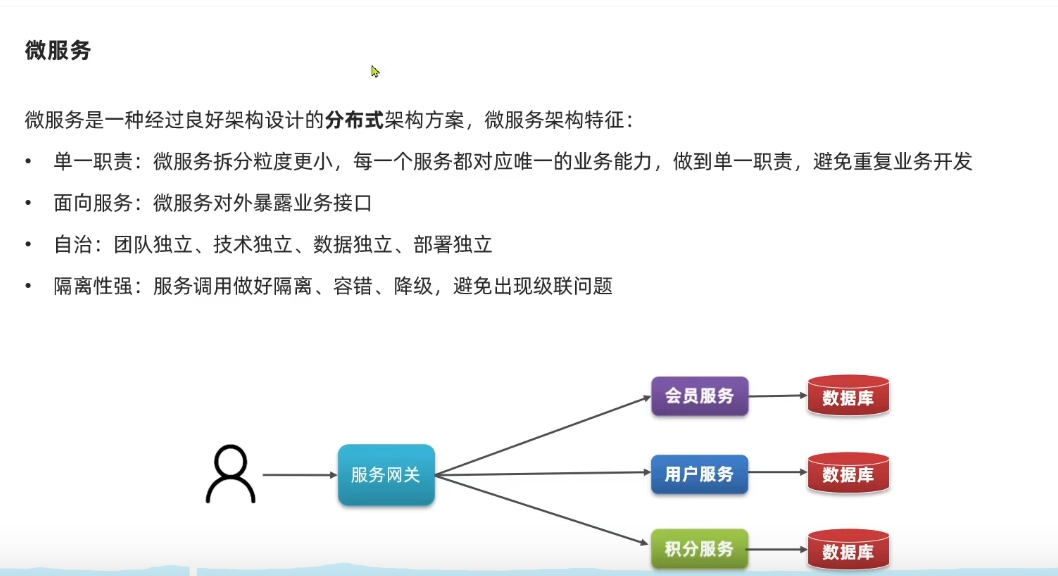 微服务
微服务是一种经过良好架构设计的分布式架构方案，微服务架构特征：
• 单一职责：微服务拆分粒度更小，每一个服务都对应唯一的业务能力，做到单一职责，避免重复业务开发
• 面向服务：微服务对外暴露业务接口
• 自治：团队独立、技术独立、数据独立、部署独立
• 隔离性强：服务调用做好隔离、容错、降级，避免出现级联问题
会员服务
数据库
服务网关
用户服务
数据库
积分服务
数据库